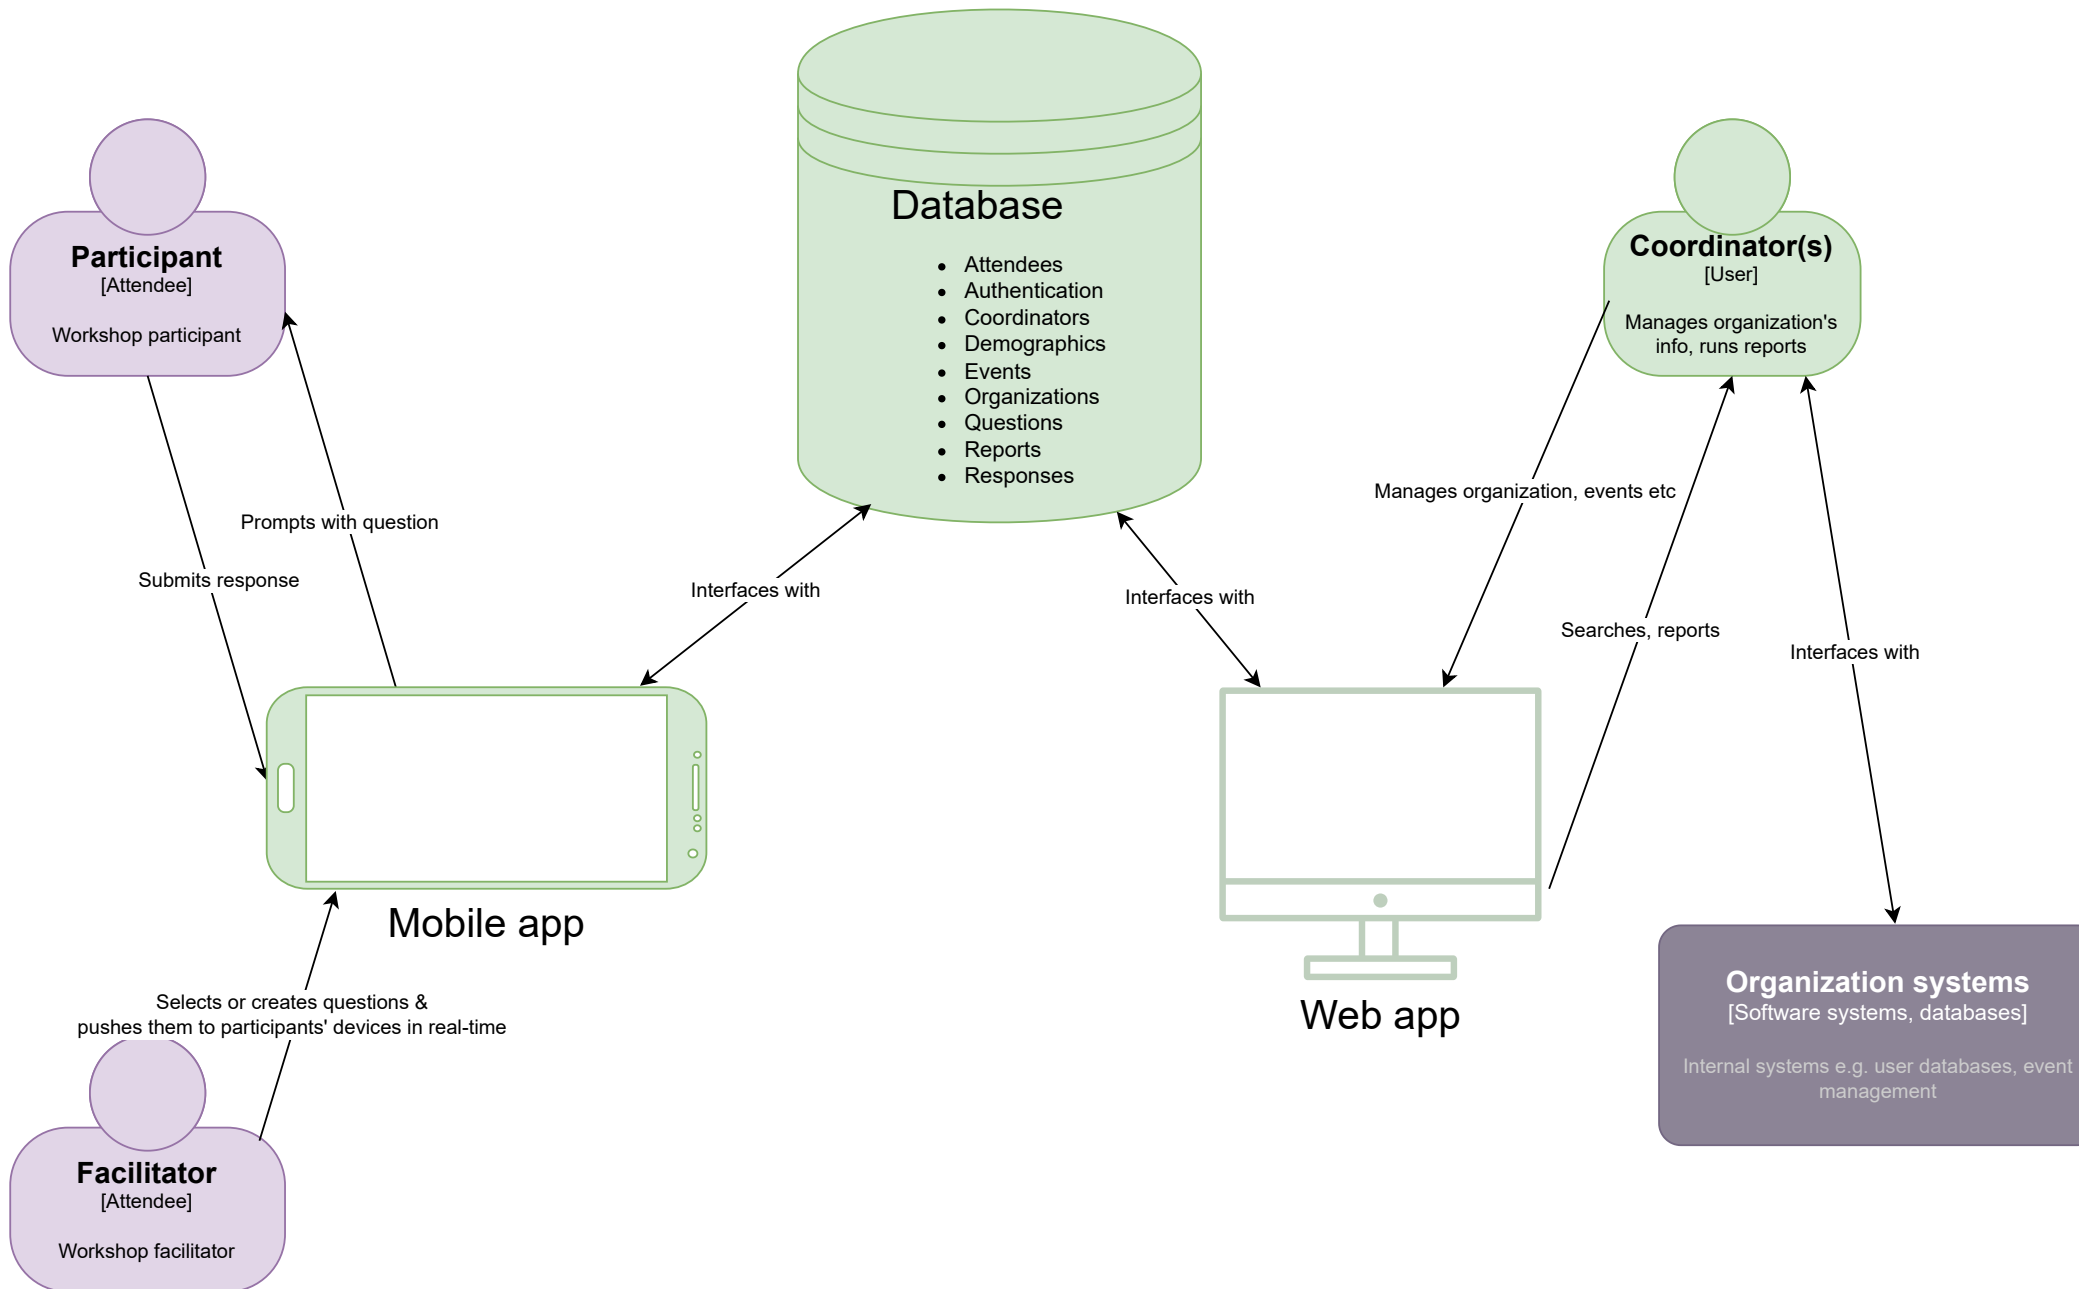 Database
Attendees
Authentication
Coordinators
Demographics
Events
Organizations
Questions
Reports
Responses
Participant
[Attendee]
Workshop participant
Coordinator(s)
[User]
Manages organization's
info, runs reports
Prompts with question
Submits response
Interfaces with
Interfaces with
Manages organization, events etc
Searches, reports
Interfaces with
Mobile app
Web app
Selects or creates questions &
pushes them to participants' devices in real-time
Facilitator
[Attendee]
Workshop facilitator
Organization systems
[Software systems, databases]
Internal systems e.g. user databases, event
management